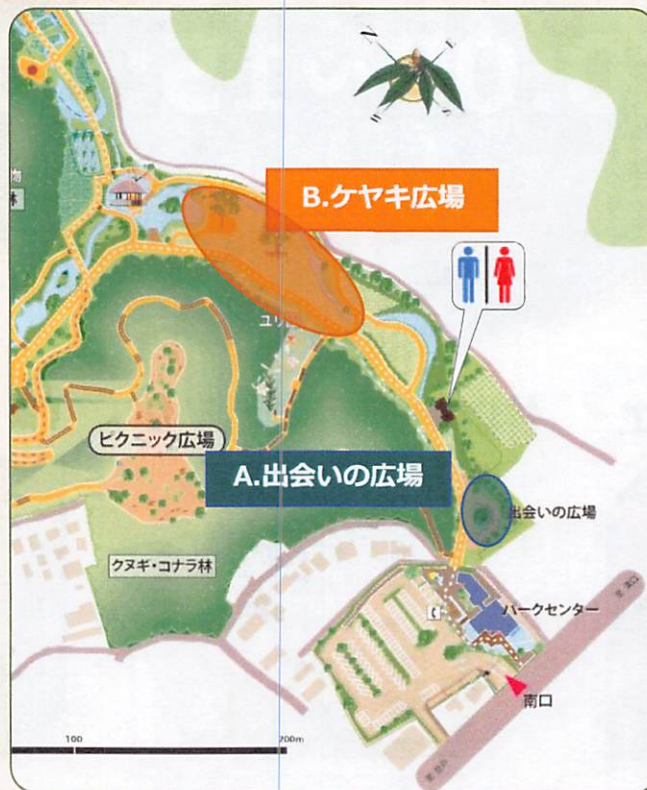 B.ケヤキ広場
ピクニック広場
A.出会いの広場
出会いの広場
クヌギ・コナラ林
パークセンター
南口
100
200m